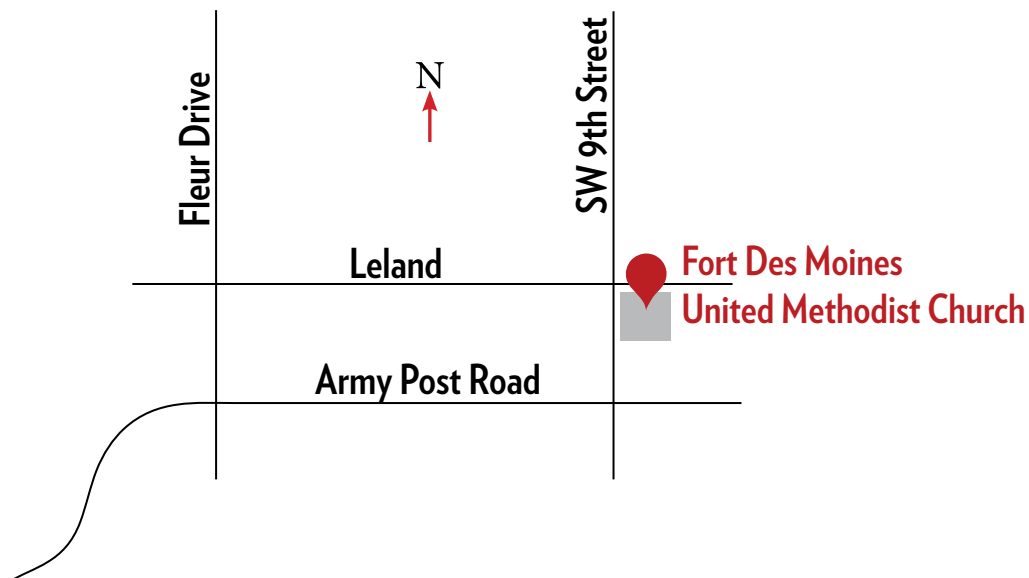 N
Fleur Drive
SW 9th Street
Leland
Fort Des Moines
United Methodist Church
Army Post Road